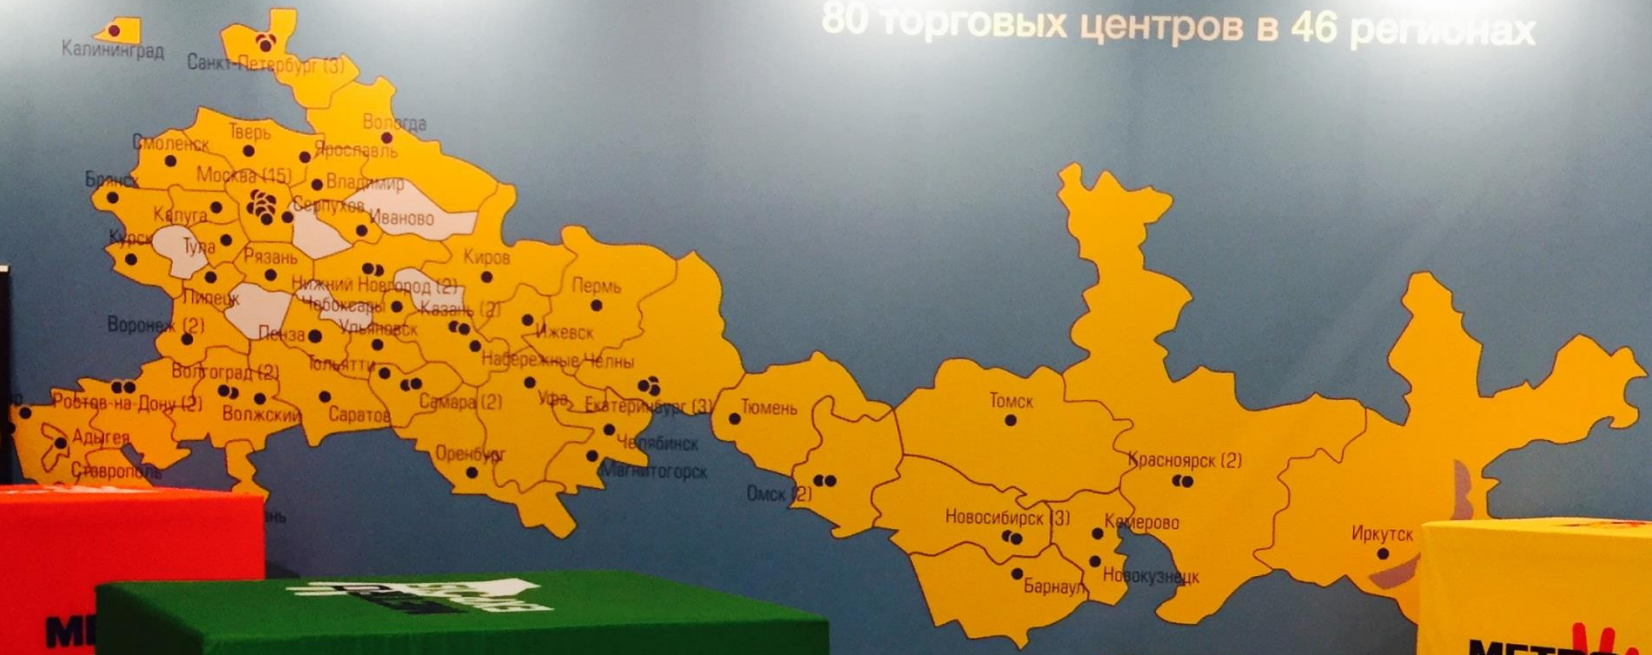 80 торговых центров в 46 регионах
Калининград
Санкт-Петербург (3)
Вологда
Тверь
Смоленск
Ярославль
Москва (15)
Брянск
Владимир
Серпухов
Калуга
Иваново
Курск
Тула
Рязань
Киров
Нижний Новгород (2)
Пермь
Липецк
Чебоксары
Казань (2)
Воронеж (2)
Пенза
Ульяновск
Ижевск
Набережные Челны
Тольятти
Волгоград (2)
Ростов-на-Дону (2)
Волжский
Саратов
Самара (2)
Уфа
Екатеринбург (3)
Тюмень
Томск
Адыгея
Челябинск
Оренбург
Ставрополь
Магнитогорск
Омск (2)
Красноярск (2)
Новосибирск (3)
Кемерово
Иркутск
Барнаул
Новокузнецк